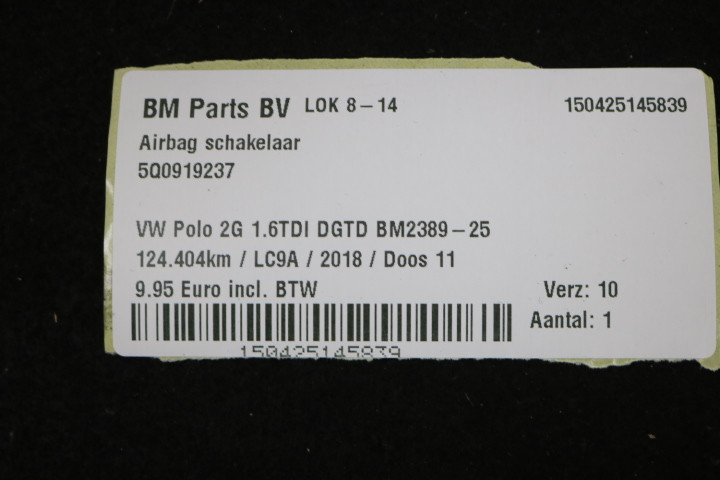 BM Parts BV LOK 8-14 150425145839
Airbag schakelaar
5Q0919237
VW Polo 2G 1.6TDI DGTD BM2389-25
124.404km / LC9A / 2018 / Doos 11
9.95 Euro incl. BTW Verz: 10
Aantal: 1
150425145839